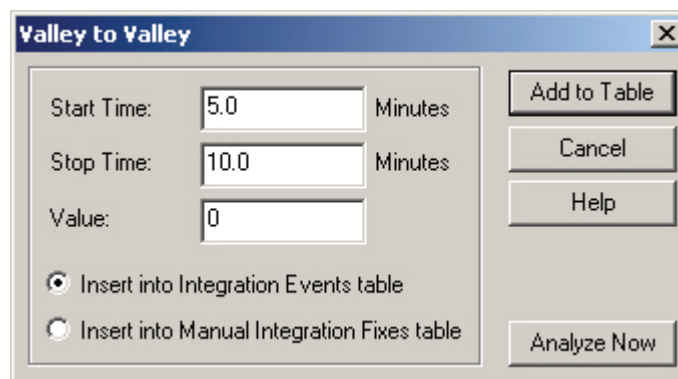 Valley to Valley
Start Time: 5.0 Minutes
Stop Time: 10.0 Minutes
Value: 0
Insert into Integration Events table
Insert into Manual Integration Fixes table
Add to Table
Cancel
Help
Analyze Now